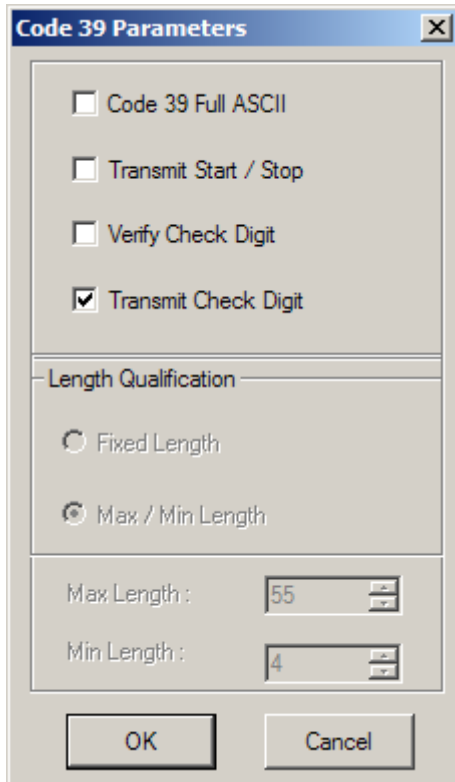 Code 39 Parameters
Code 39 Full ASCII
Transmit Start / Stop
Verify Check Digit
Transmit Check Digit
Length Qualification
Fixed Length
Max / Min Length
Max Length : 55
Min Length : 4
OK Cancel